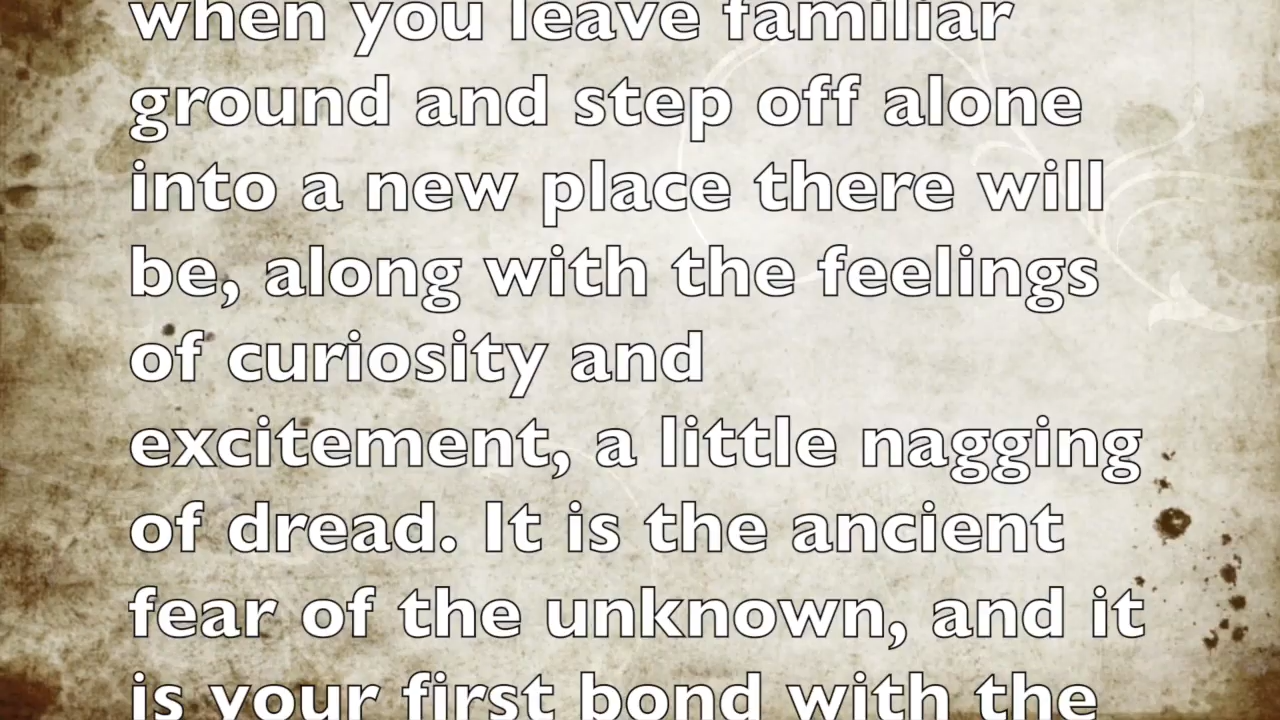 when you leave familiar
ground and step off alone
into a new place there will
be, along with the feelings
of curiosity and
excitement, a little nagging
of dread. It is the ancient
fear of the unknown, and it
is your first bond with the